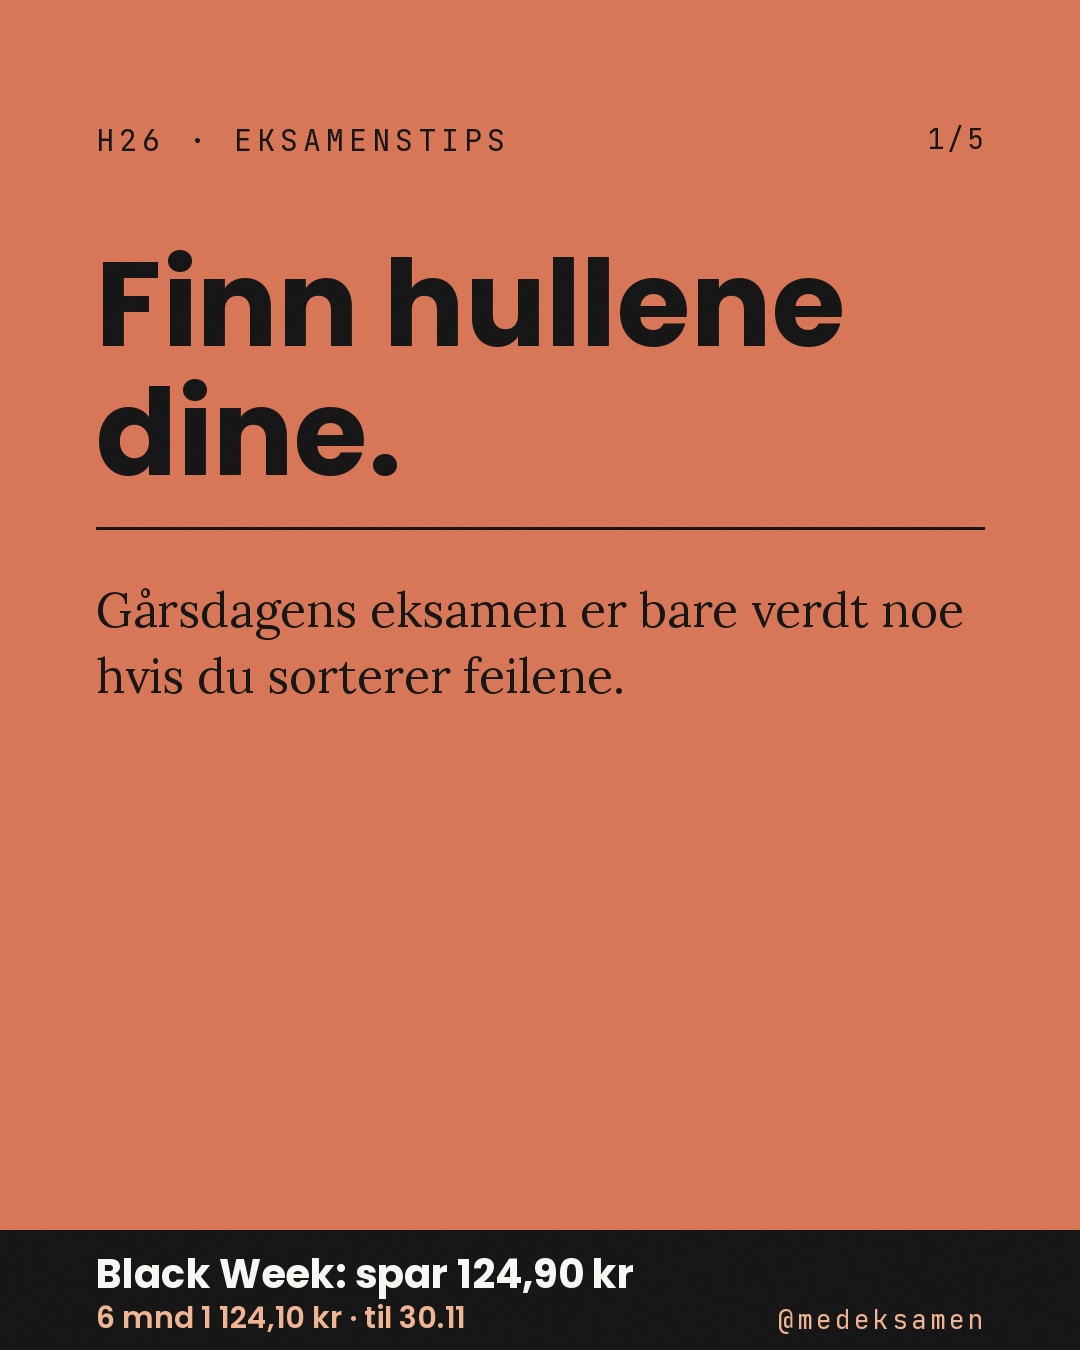 H26 · EKSAMENSTIPS
1/5
Finn hullene
dine.
Gårsdagens eksamen er bare verdt noe
hvis du sorterer feilene.
Black Week: spar 124,90 kr
6 mnd 1 124,10 kr · til 30.11
@medeksamen